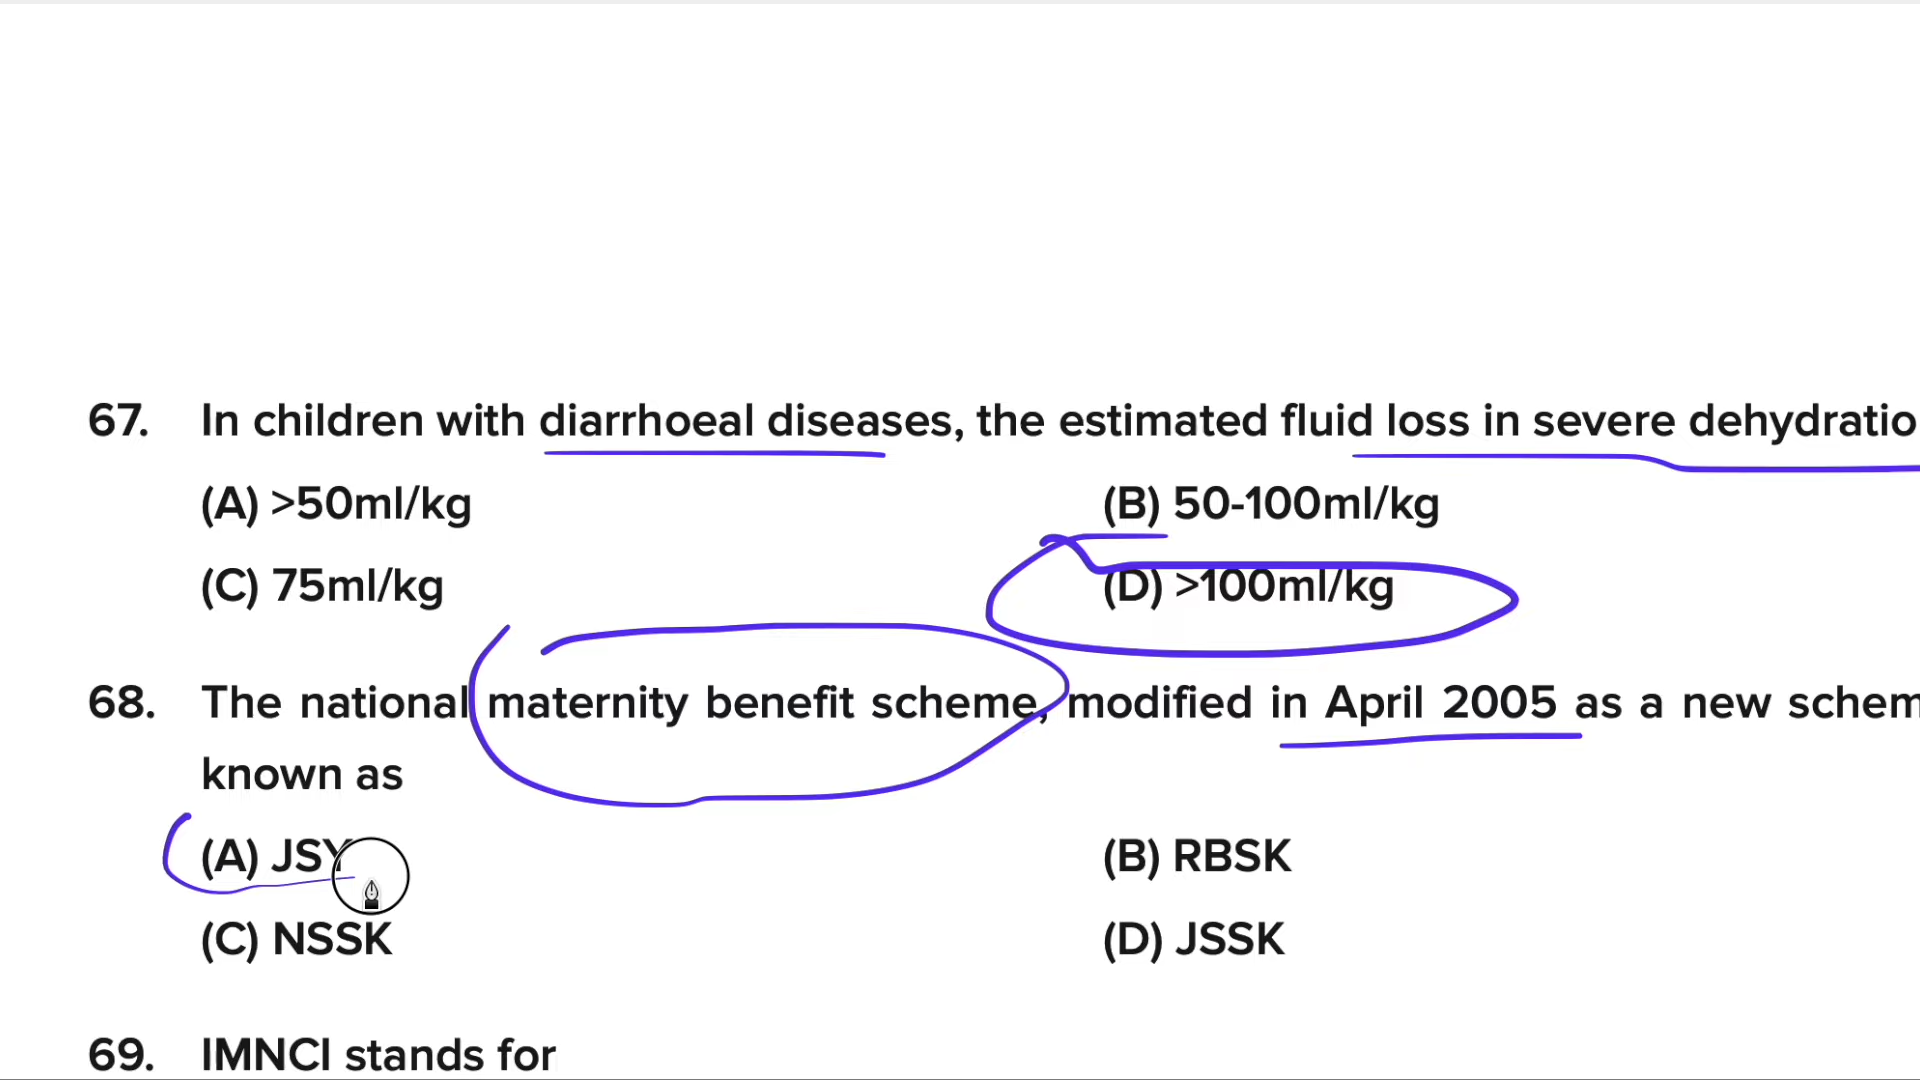 67. In children with diarrhoeal diseases, the estimated fluid loss in severe dehydratio
(A) >50ml/kg (B) 50-100ml/kg
(C) 75ml/kg (D) >100ml/kg
68. The national maternity benefit scheme, modified in April 2005 as a new schem
known as
(A) JSY (B) RBSK
(C) NSSK (D) JSSK
69. IMNCI stands for